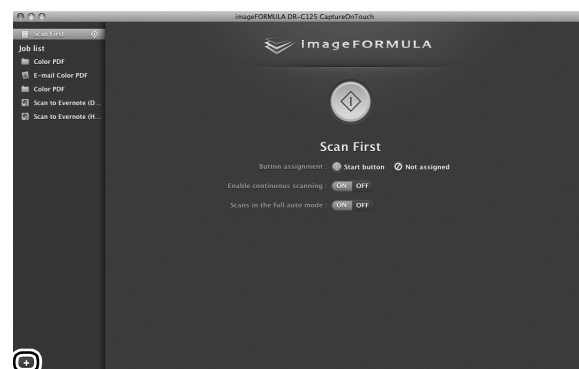 imageFORMULA DR-C125 CaptureOnTouch
Scan First
Job list
Color PDF
E-mail Color PDF
Color PDF
Scan to Evernote (D...
Scan to Evernote (H...
imageFORMULA
Scan First
Button assignment : Start button Not assigned
Enable continuous scanning : ON OFF
Scans in the full auto mode : ON OFF
+